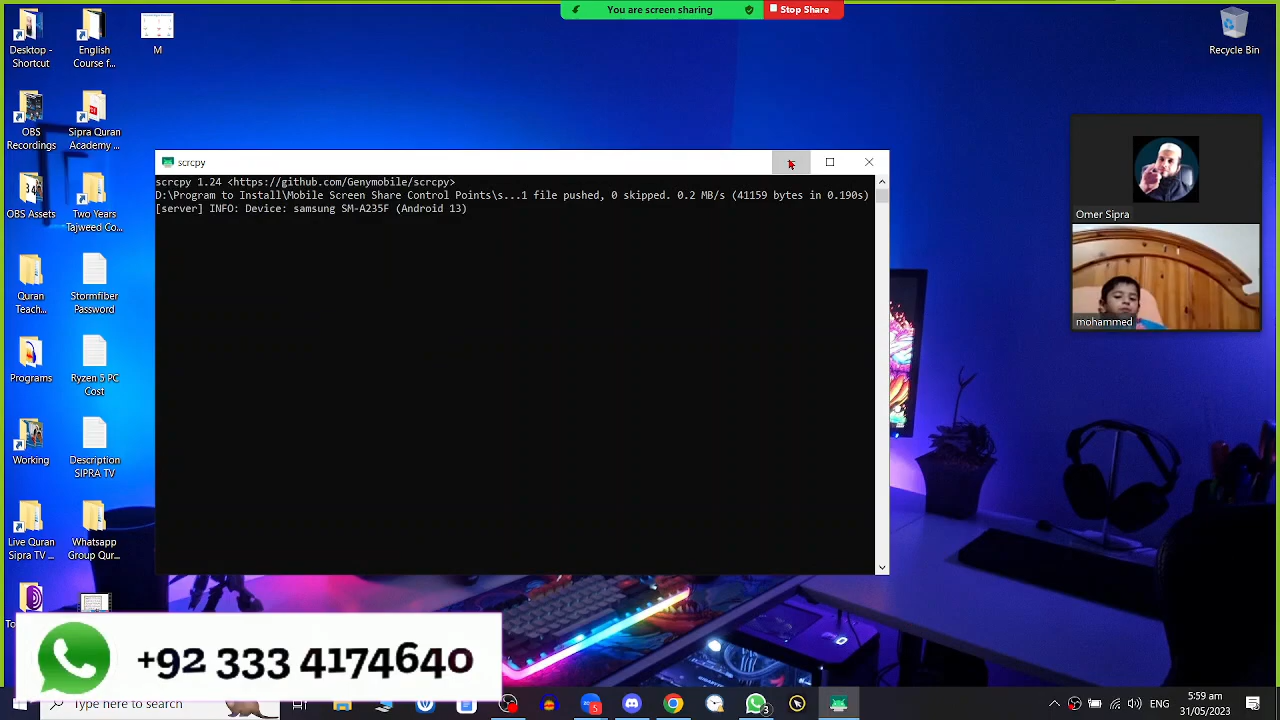 You are screen sharing
Stop Share
Desktop -
Shortcut
English
Course f...
M
Recycle Bin
OBS
Recordings
Sipra Quran
Academy ...
scrcpy
scrcpy 1.24 <https://github.com/Genymobile/scrcpy>
D:\Program to Install\Mobile Screen Share Control Points\s...1 file pushed, 0 skipped. 0.2 MB/s (41159 bytes in 0.190s)
[server] INFO: Device: samsung SM-A235F (Android 13)
OBS Assets
Two Years
Tajweed Co...
Omer Sipra
mohammed
Quran
Teach...
Stormfiber
Password
Programs
Ryzen 5 PC
Cost
Working
Description
SIPRA TV
Live Quran
Sipra TV ...
Whatsapp
Group Qur...
+92 333 4174640
here to search
S
3
5:59 am
31/05/2023